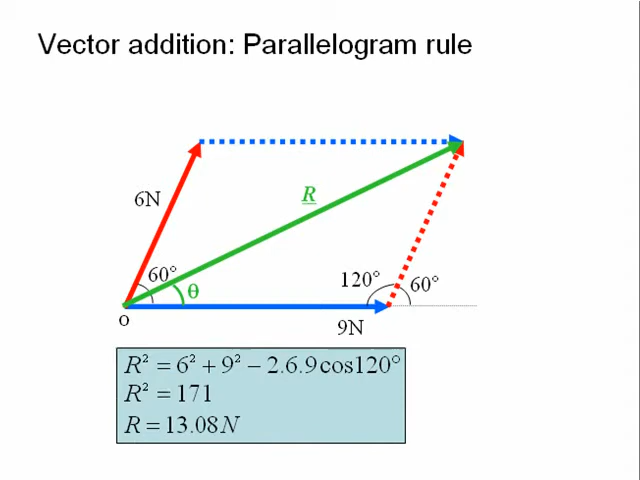 Vector addition: Parallelogram rule
6N
R
60°
θ
120°
60°
O
9N
R² = 6² + 9² − 2.6.9cos120°
R² = 171
R = 13.08N